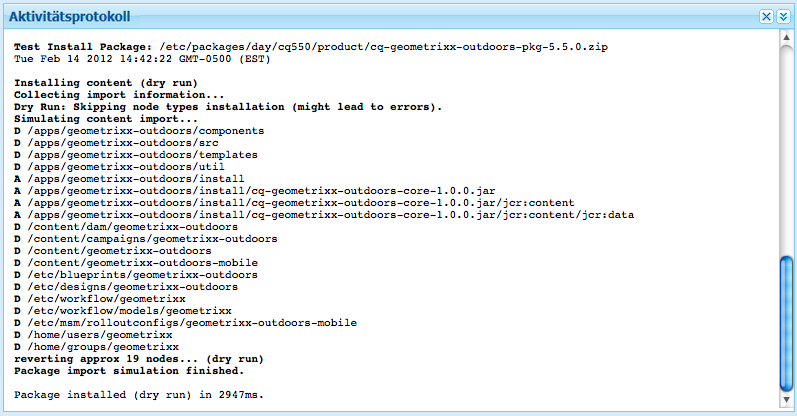 Aktivitätsprotokoll
Test Install Package: /etc/packages/day/cq550/product/cq-geometrixx-outdoors-pkg-5.5.0.zip
Tue Feb 14 2012 14:42:22 GMT-0500 (EST)
Installing content (dry run)
Collecting import information...
Dry Run: Skipping node types installation (might lead to errors).
Simulating content import...
D /apps/geometrixx-outdoors/components
D /apps/geometrixx-outdoors/src
D /apps/geometrixx-outdoors/templates
D /apps/geometrixx-outdoors/util
A /apps/geometrixx-outdoors/install
A /apps/geometrixx-outdoors/install/cq-geometrixx-outdoors-core-1.0.0.jar
A /apps/geometrixx-outdoors/install/cq-geometrixx-outdoors-core-1.0.0.jar/jcr:content
A /apps/geometrixx-outdoors/install/cq-geometrixx-outdoors-core-1.0.0.jar/jcr:content/jcr:data
D /content/dam/geometrixx-outdoors
D /content/campaigns/geometrixx-outdoors
D /content/geometrixx-outdoors
D /content/geometrixx-outdoors-mobile
D /etc/blueprints/geometrixx-outdoors
D /etc/designs/geometrixx-outdoors
D /etc/workflow/geometrixx
D /etc/workflow/models/geometrixx
D /etc/msm/rolloutconfigs/geometrixx-outdoors-mobile
D /home/users/geometrixx
D /home/groups/geometrixx
reverting approx 19 nodes... (dry run)
Package import simulation finished.
Package installed (dry run) in 2947ms.